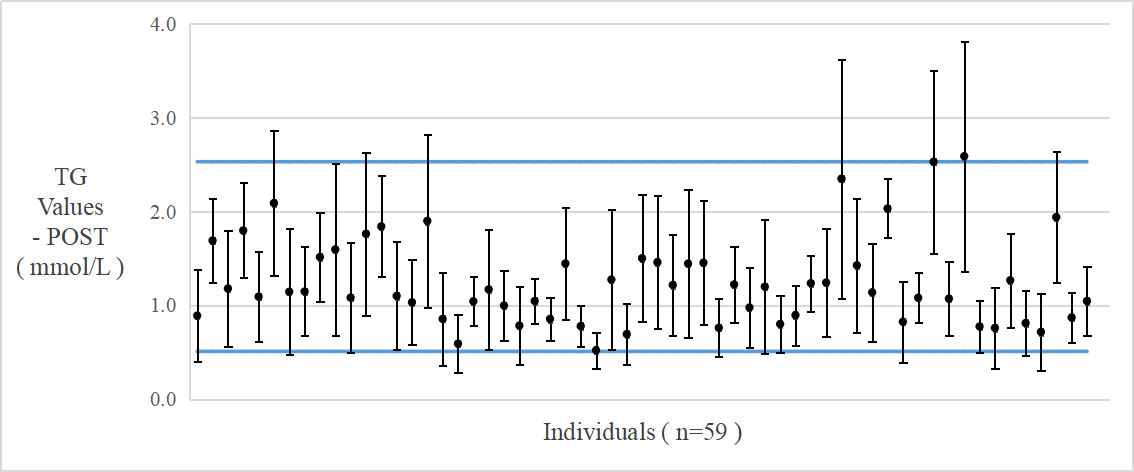 4.0
3.0
2.0
1.0
0.0
TG
Values
- POST
( mmol/L )
Individuals ( n=59 )